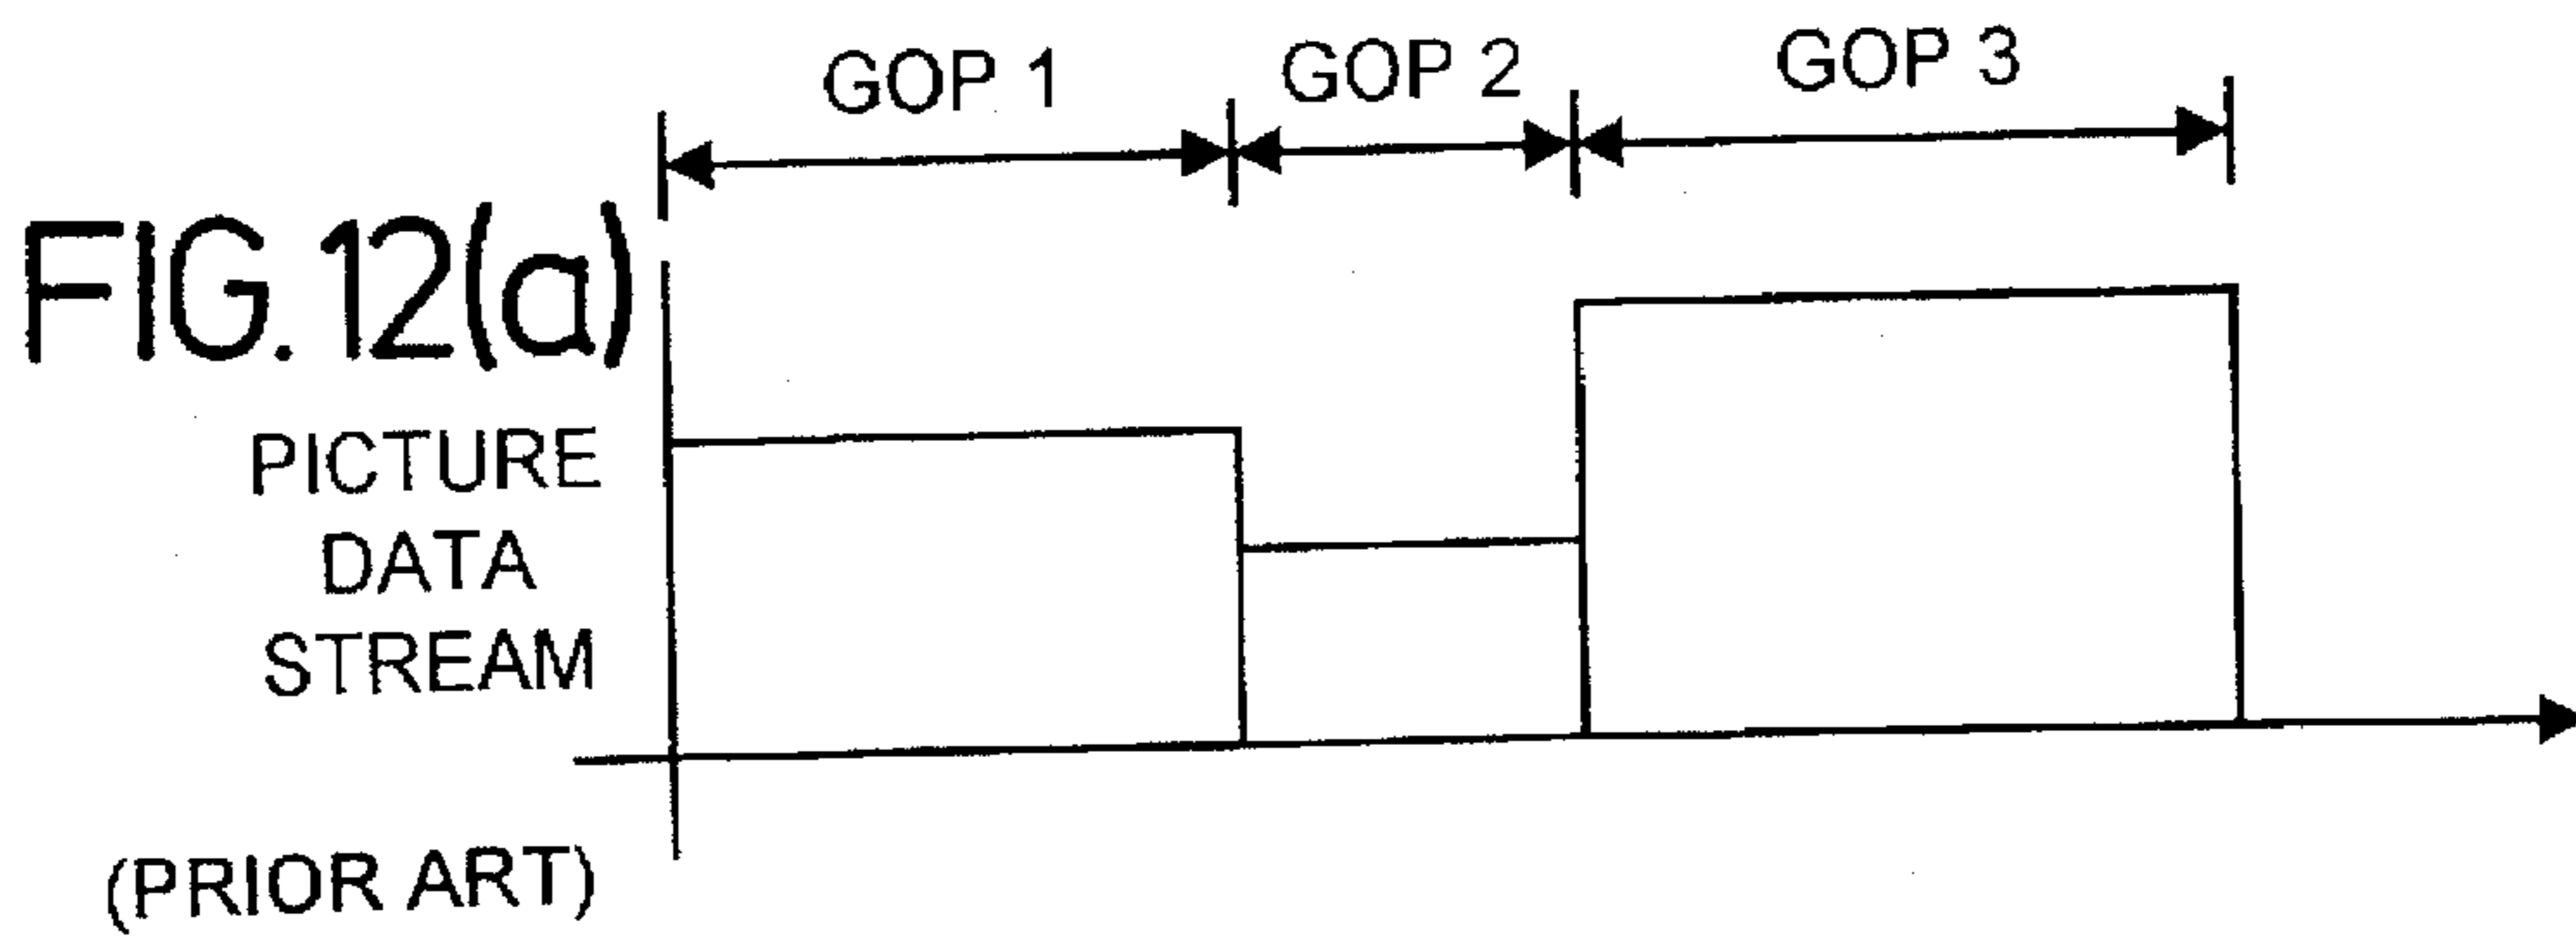 GOP 1 GOP 2 GOP 3
FIG.12(a)
PICTURE
DATA
STREAM
(PRIOR ART)